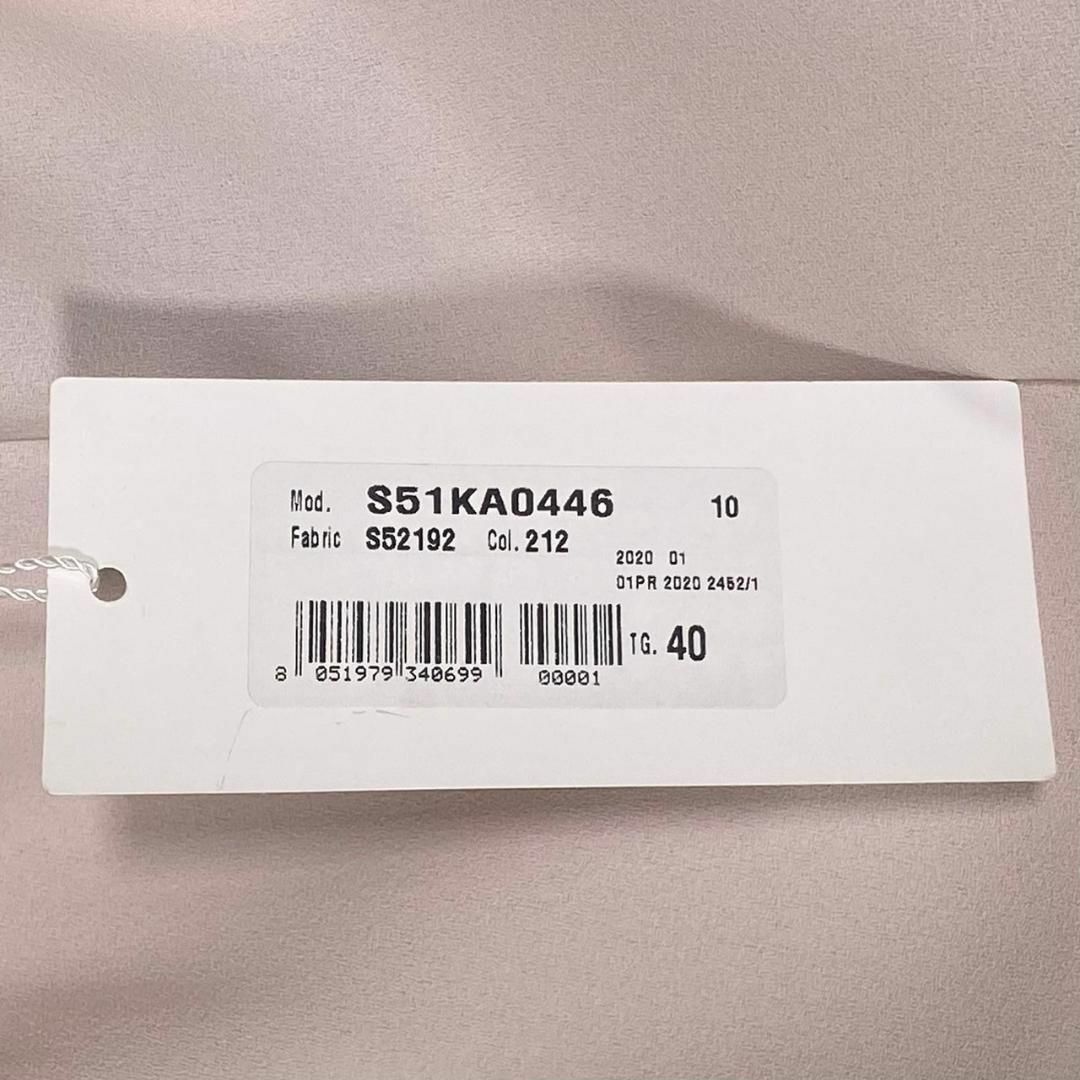 Mod. S51KA0446 10
Fabric S52192 Col. 212
2020 01
01PR 2020 2452/1
TG. 40
8 051979 340699 00001